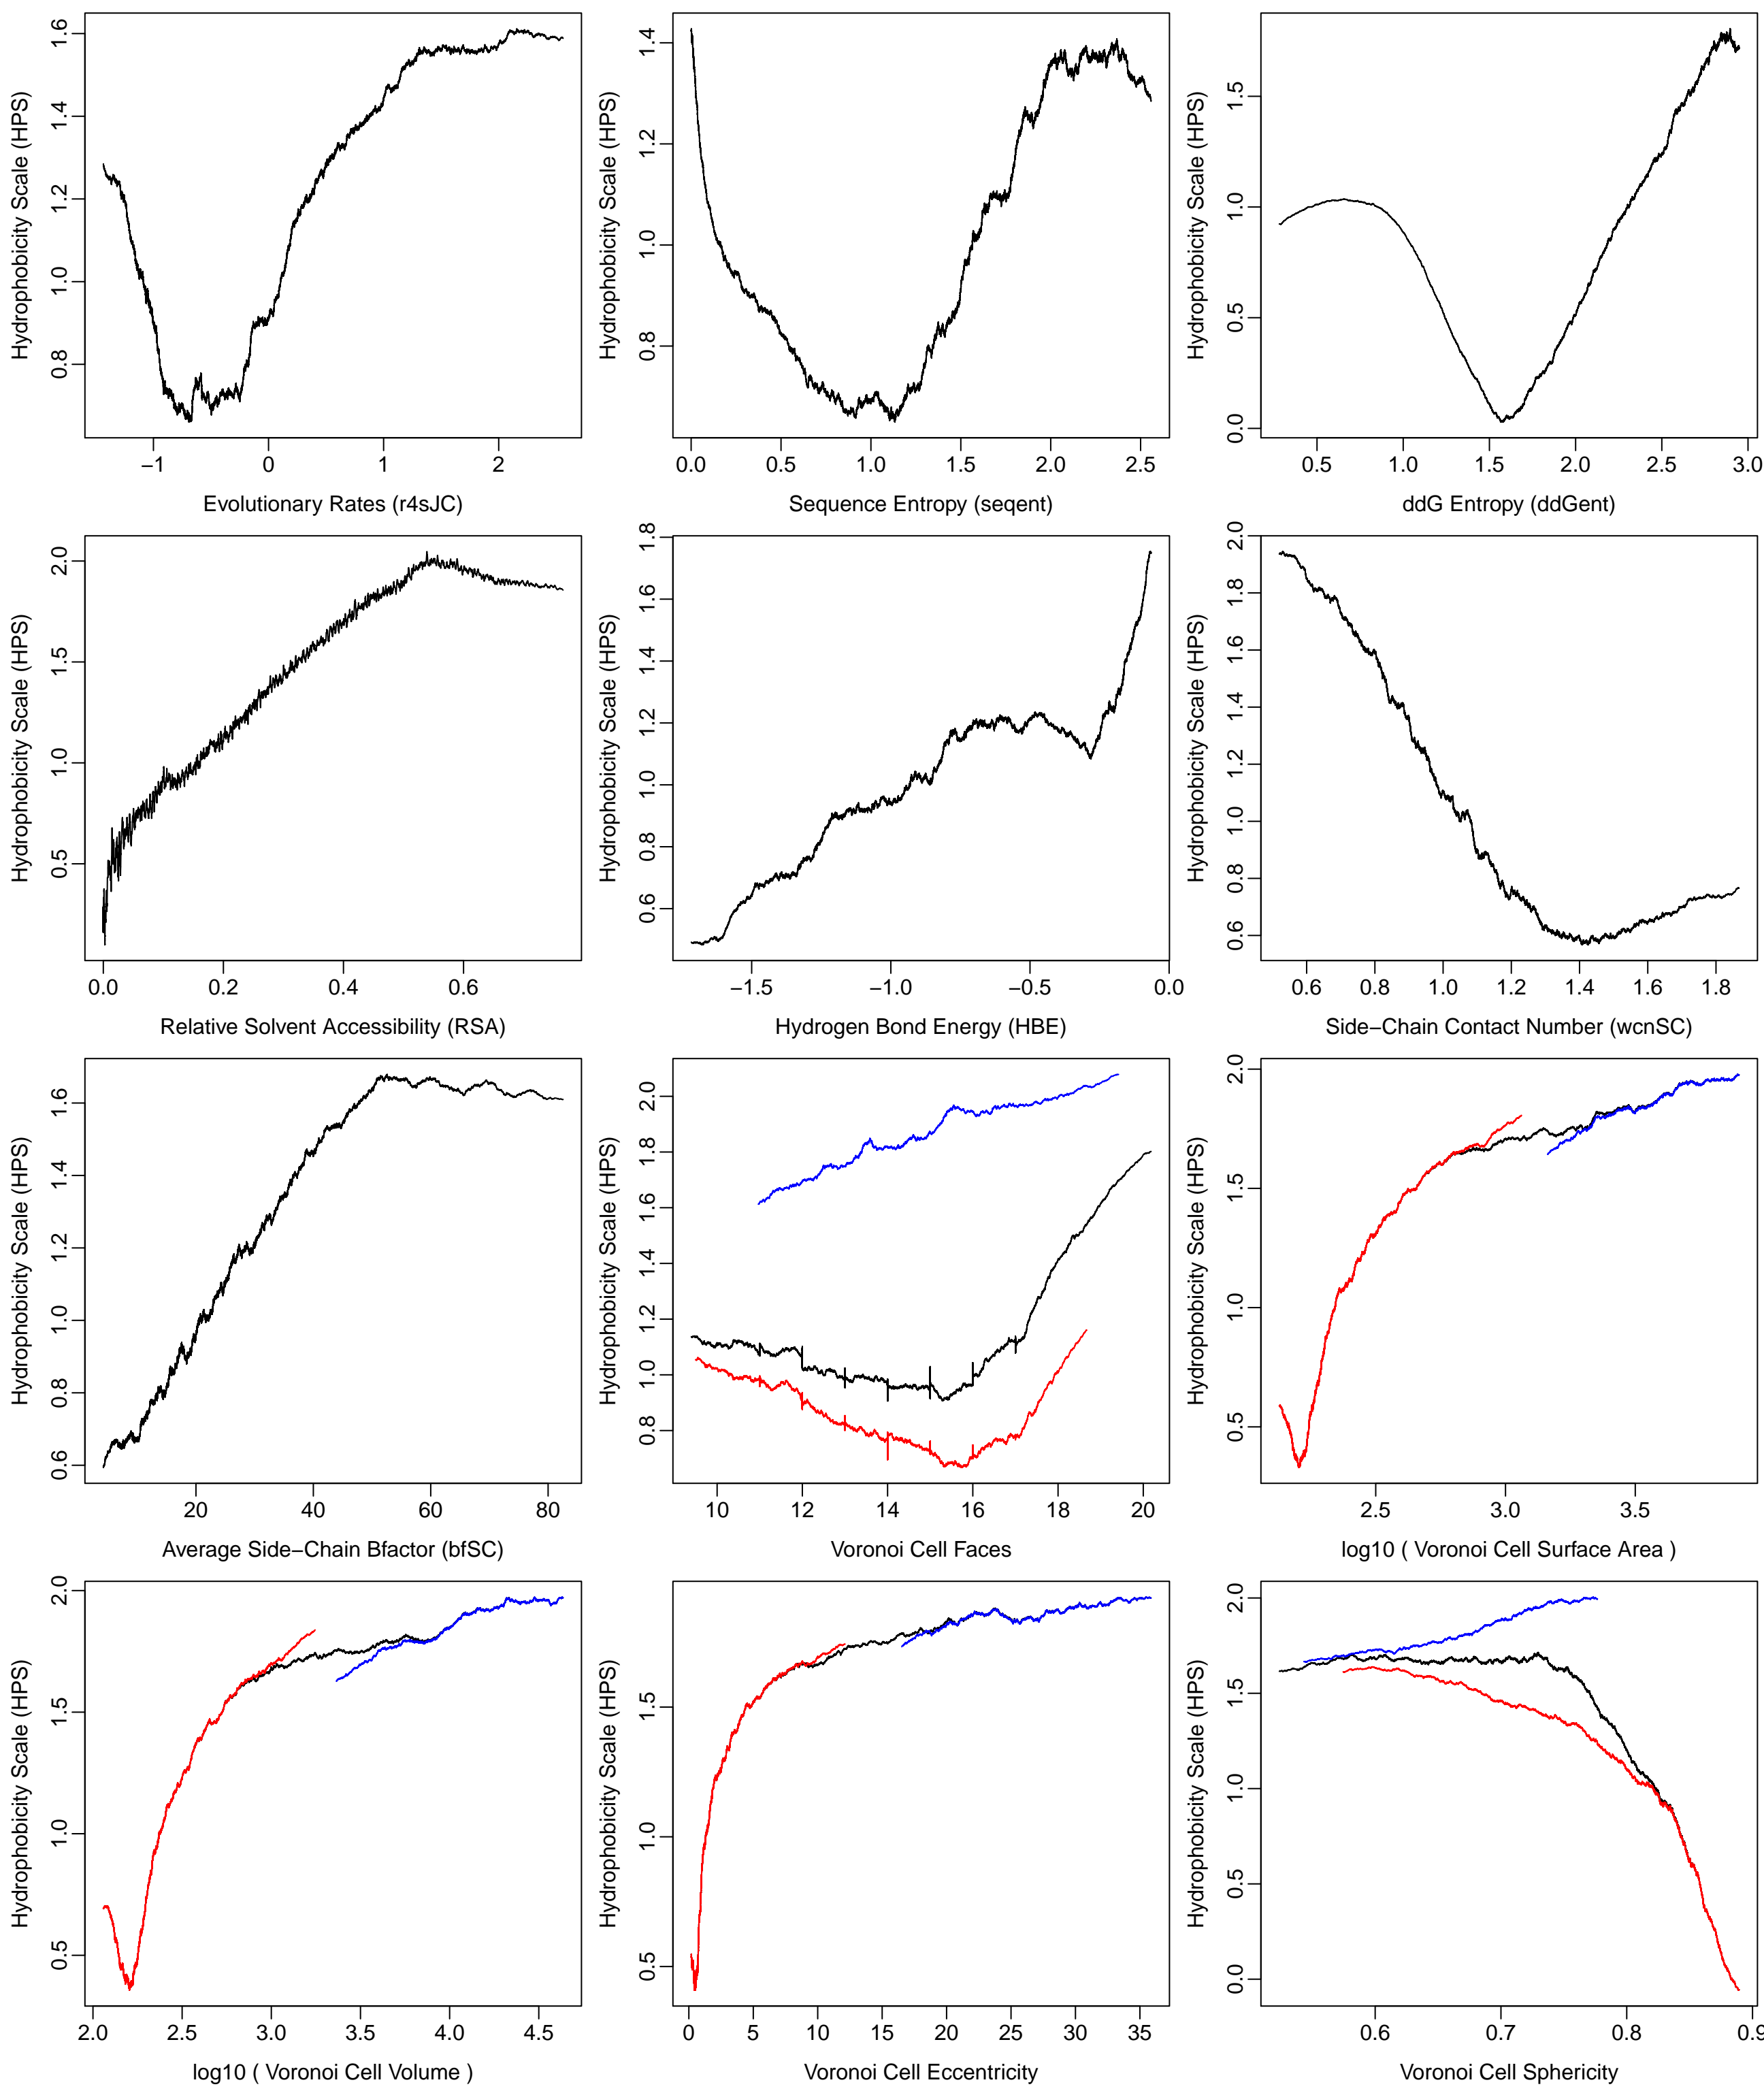 Hydrophobicity Scale (HPS)
0.8 1.0 1.2 1.4 1.6
−1 0 1 2
Evolutionary Rates (r4sJC)
Hydrophobicity Scale (HPS)
0.8 1.0 1.2 1.4
0.0 0.5 1.0 1.5 2.0 2.5
Sequence Entropy (seqent)
Hydrophobicity Scale (HPS)
0.0 0.5 1.0 1.5
0.5 1.0 1.5 2.0 2.5 3.0
ddG Entropy (ddGent)
Hydrophobicity Scale (HPS)
0.5 1.0 1.5 2.0
0.0 0.2 0.4 0.6
Relative Solvent Accessibility (RSA)
Hydrophobicity Scale (HPS)
0.6 0.8 1.0 1.2 1.4 1.6 1.8
−1.5 −1.0 −0.5 0.0
Hydrogen Bond Energy (HBE)
Hydrophobicity Scale (HPS)
0.6 0.8 1.0 1.2 1.4 1.6 1.8 2.0
0.6 0.8 1.0 1.2 1.4 1.6 1.8
Side−Chain Contact Number (wcnSC)
Hydrophobicity Scale (HPS)
0.6 0.8 1.0 1.2 1.4 1.6
20 40 60 80
Average Side−Chain Bfactor (bfSC)
Hydrophobicity Scale (HPS)
0.8 1.0 1.2 1.4 1.6 1.8 2.0
10 12 14 16 18 20
Voronoi Cell Faces
Hydrophobicity Scale (HPS)
0.5 1.0 1.5 2.0
2.5 3.0 3.5
log10 ( Voronoi Cell Surface Area )
Hydrophobicity Scale (HPS)
0.5 1.0 1.5 2.0
2.0 2.5 3.0 3.5 4.0 4.5
log10 ( Voronoi Cell Volume )
Hydrophobicity Scale (HPS)
0.5 1.0 1.5
0 5 10 15 20 25 30 35
Voronoi Cell Eccentricity
Hydrophobicity Scale (HPS)
0.0 0.5 1.0 1.5 2.0
0.6 0.7 0.8 0.9
Voronoi Cell Sphericity